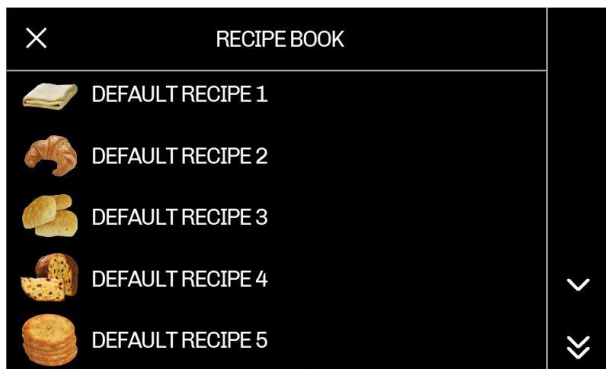 RECIPE BOOK
DEFAULT RECIPE 1
DEFAULT RECIPE 2
DEFAULT RECIPE 3
DEFAULT RECIPE 4
DEFAULT RECIPE 5